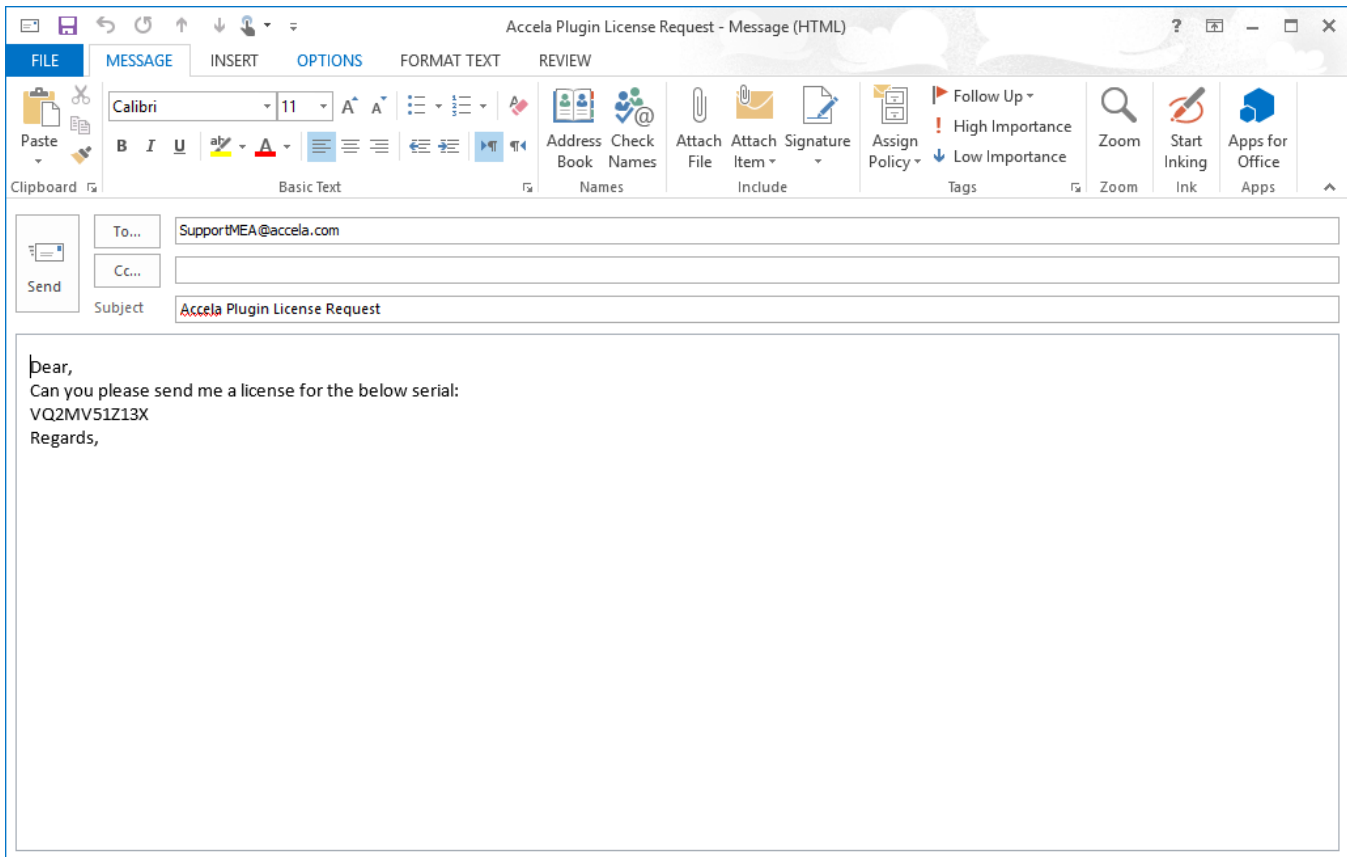 Accela Plugin License Request - Message (HTML)
FILE MESSAGE INSERT OPTIONS FORMAT TEXT REVIEW
Calibri 11
Follow Up
High Importance
Low Importance
Paste
B I U
Address Book
Check Names
Attach File
Attach Item
Signature
Assign Policy
Zoom
Start Inking
Apps for Office
Clipboard Basic Text Names Include Tags Zoom Ink Apps
To... SupportMEA@accela.com
Cc...
Send
Subject Accela Plugin License Request
Dear,
Can you please send me a license for the below serial:
VQ2MV51Z13X
Regards,